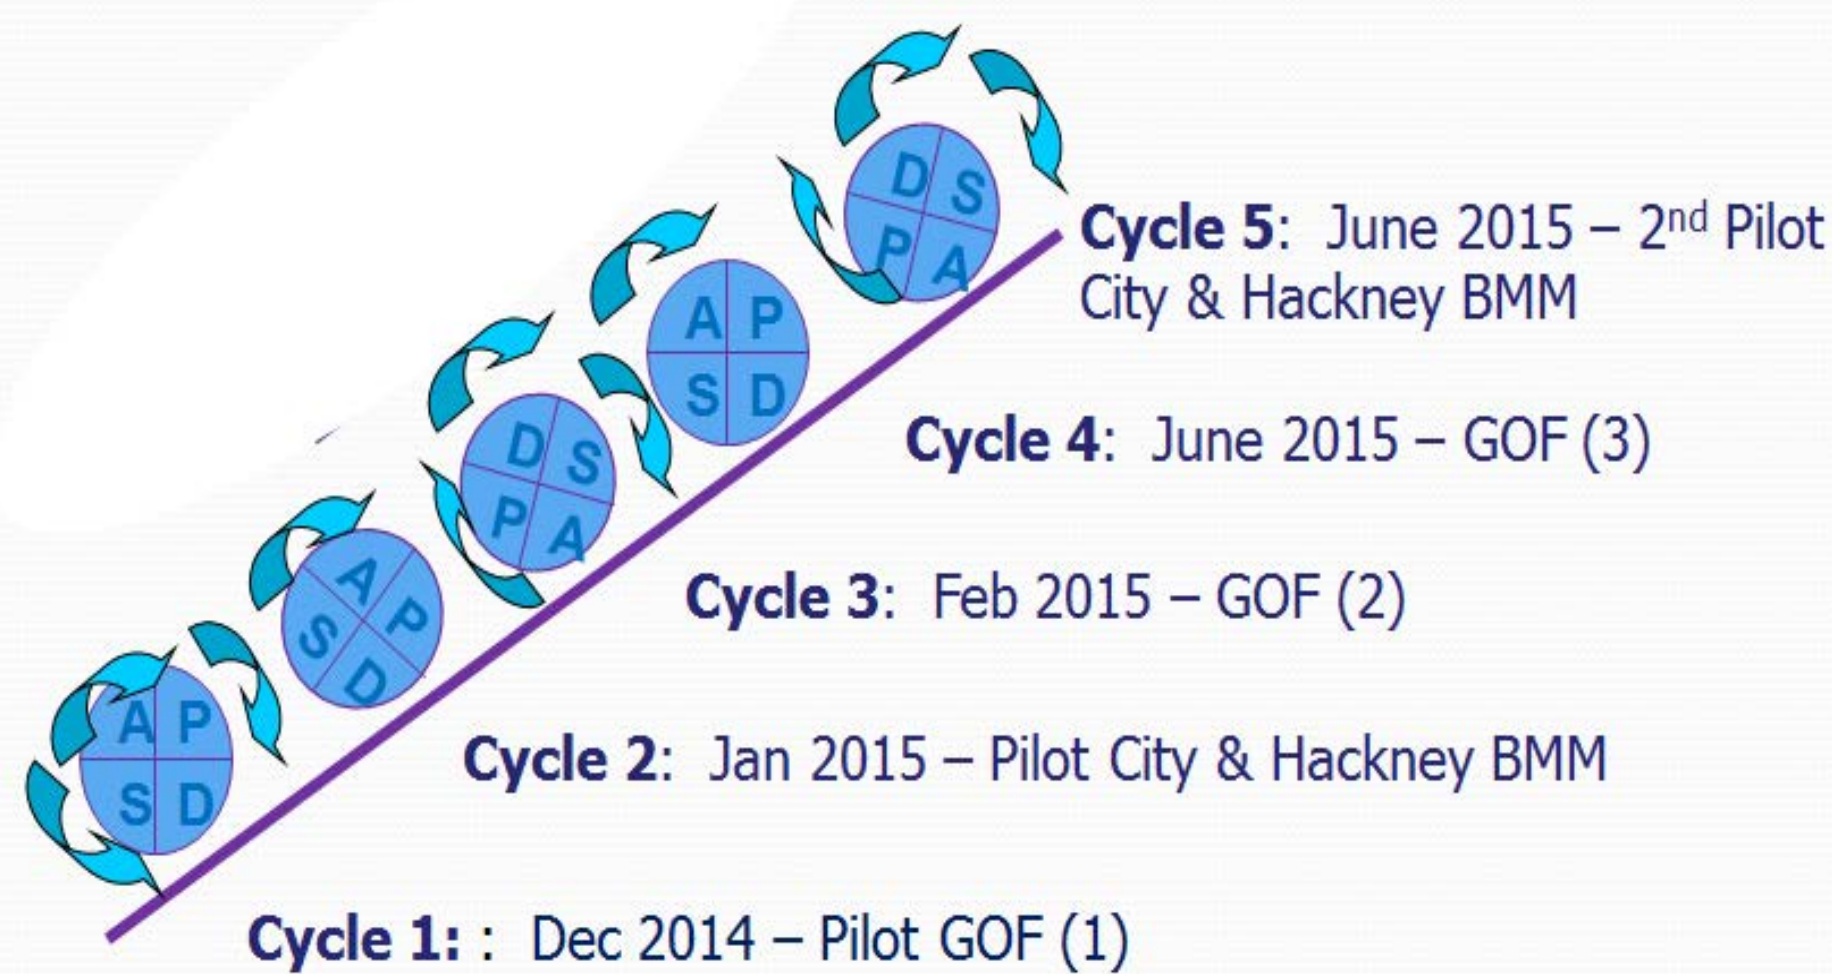 D S
P A
Cycle 5: June 2015 – 2nd Pilot
City & Hackney BMM
A P
S D
Cycle 4: June 2015 – GOF (3)
D S
P A
Cycle 3: Feb 2015 – GOF (2)
A P
S D
Cycle 2: Jan 2015 – Pilot City & Hackney BMM
A P
S D
Cycle 1: : Dec 2014 – Pilot GOF (1)